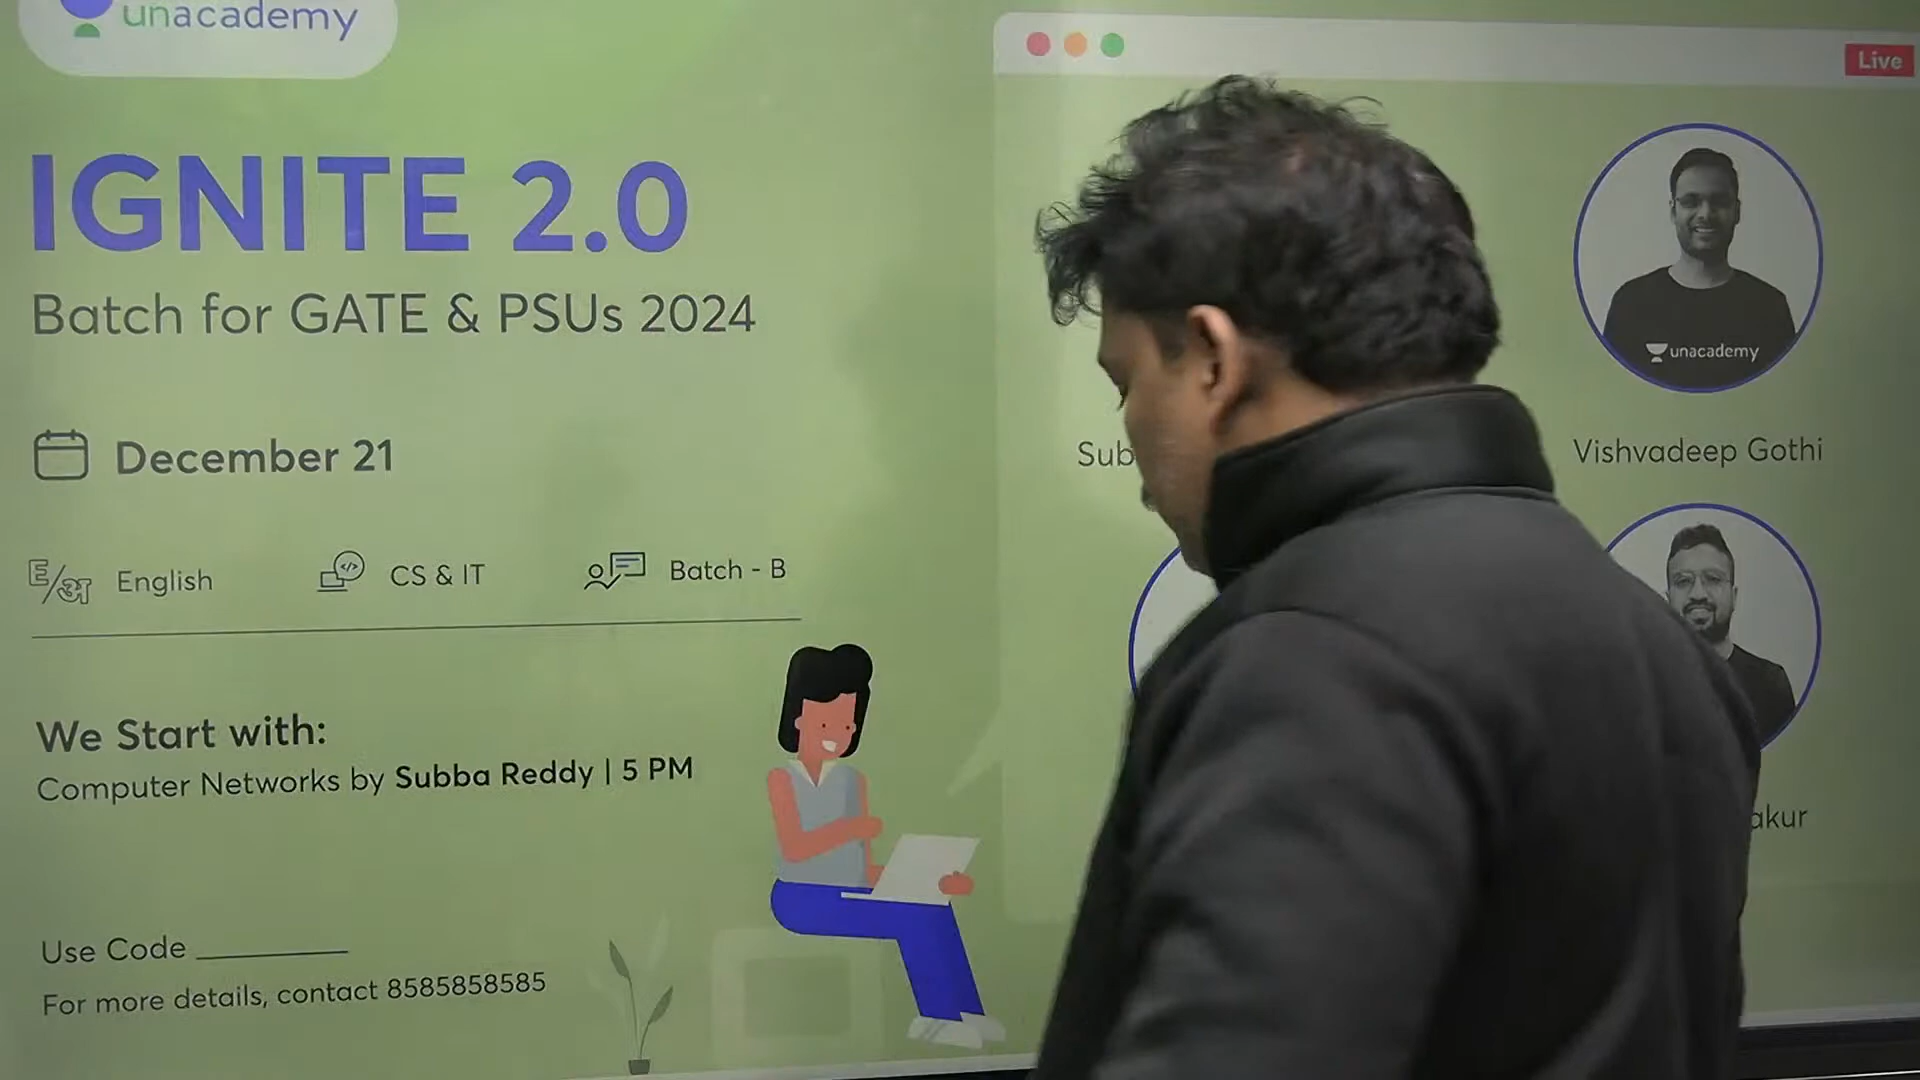 unacademy
IGNITE 2.0
Batch for GATE & PSUs 2024
December 21
E/अ English
CS & IT
Batch - B
We Start with:
Computer Networks by Subba Reddy | 5 PM
Use Code
For more details, contact 8585858585
Live
unacademy
Sub
Vishvadeep Gothi
akur